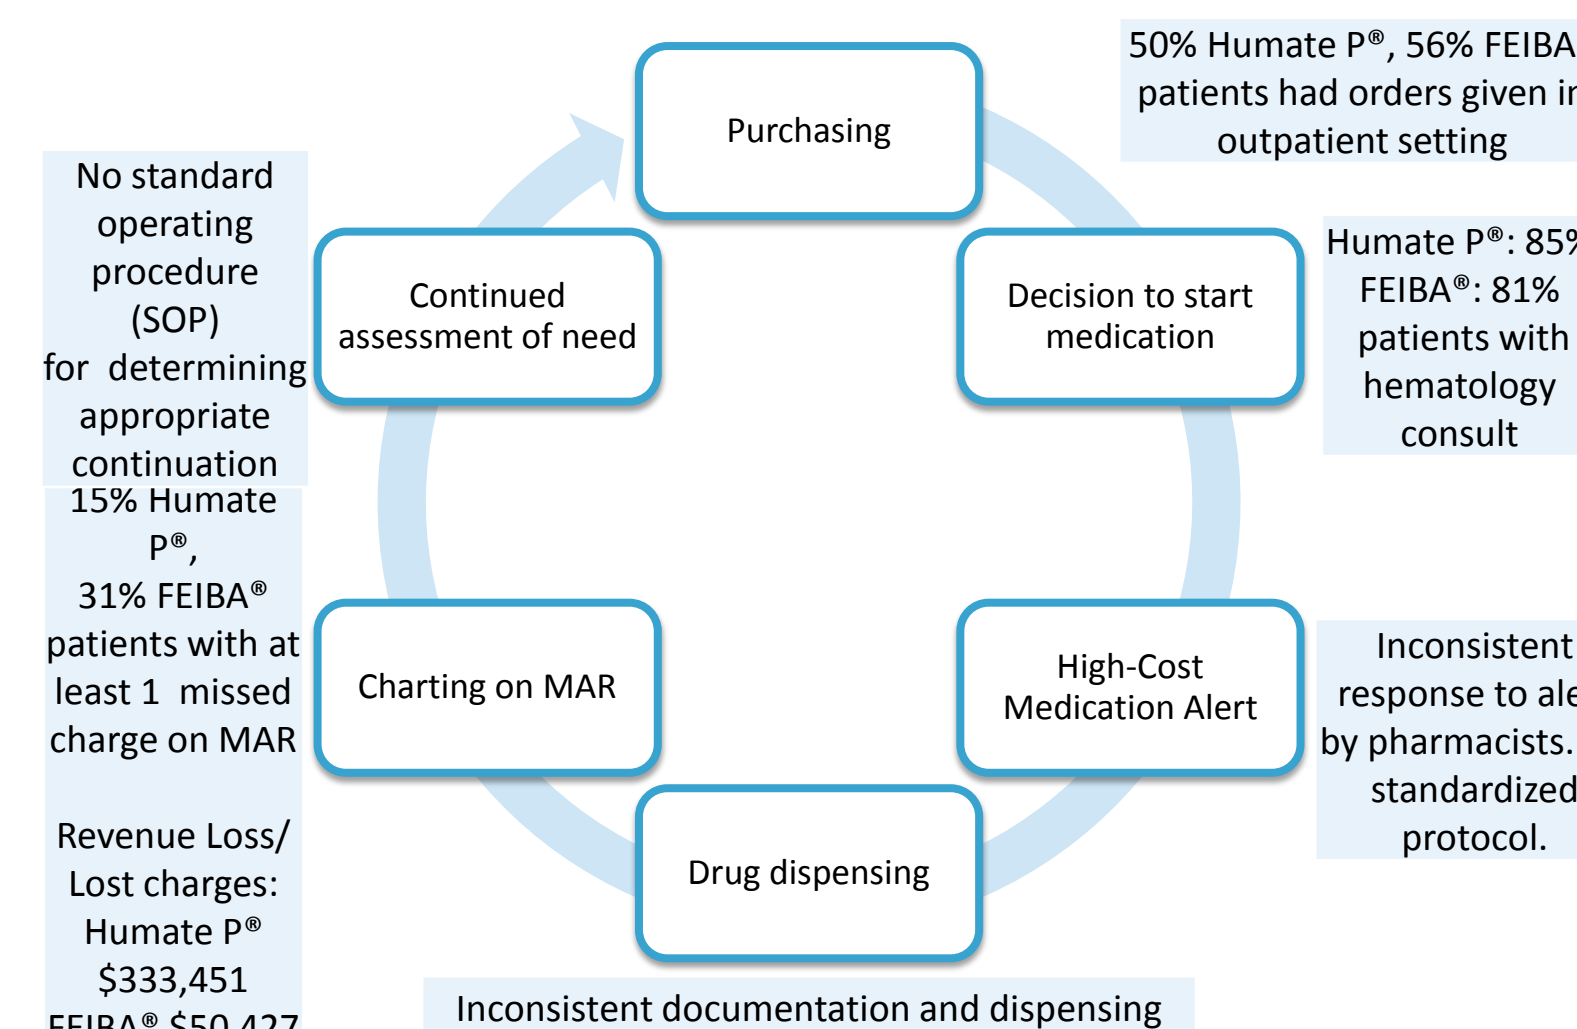 Purchasing
50% Humate P®, 56% FEIBA
patients had orders given in
outpatient setting
Decision to start
medication
Humate P®: 85%
FEIBA®: 81%
patients with
hematology
consult
High-Cost
Medication Alert
Inconsistent
response to
by pharmacists.
standardized
protocol.
Drug dispensing
Inconsistent documentation and dispensing
Charting on MAR
15% Humate
P®,
31% FEIBA®
patients with at
least 1 missed
charge on MAR
Revenue Loss/
Lost charges:
Humate P®
$333,451
FEIBA® $50,427
Continued
assessment of need
No standard
operating
procedure
(SOP)
for determining
appropriate
continuation